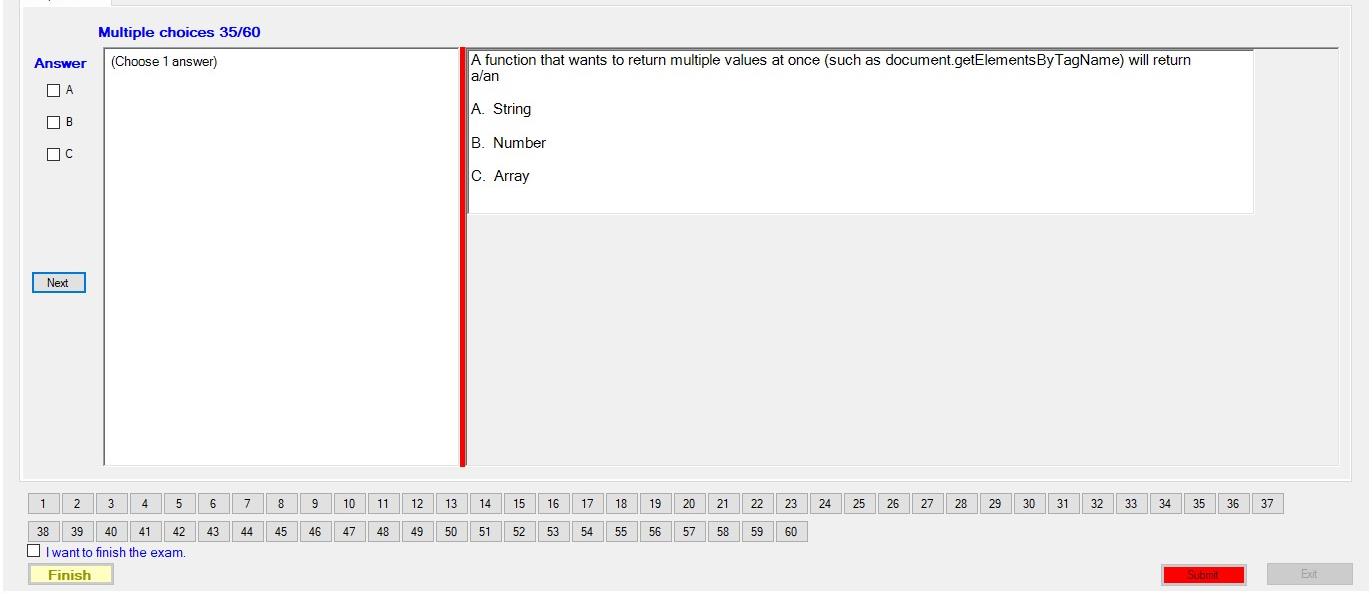 Multiple choices 35/60
Answer
(Choose 1 answer)
A
B
C
Next
A function that wants to return multiple values at once (such as document.getElementsByTagName) will return
a/an
A. String
B. Number
C. Array
1 2 3 4 5 6 7 8 9 10 11 12 13 14 15 16 17 18 19 20 21 22 23 24 25 26 27 28 29 30 31 32 33 34 35 36 37
38 39 40 41 42 43 44 45 46 47 48 49 50 51 52 53 54 55 56 57 58 59 60
I want to finish the exam.
Finish
Submit
Exit